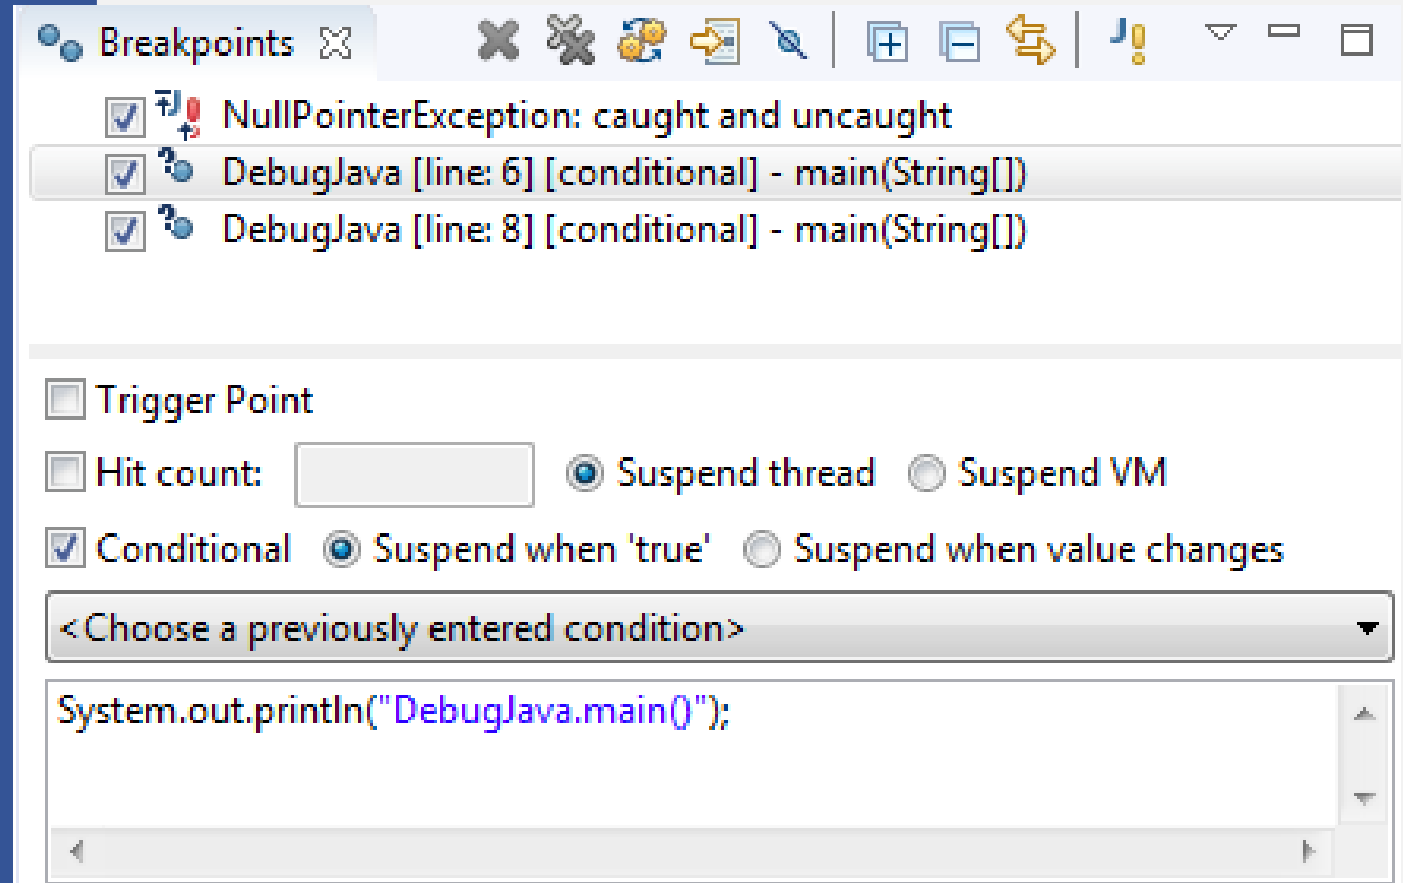 Breakpoints
NullPointerException: caught and uncaught
DebugJava [line: 6] [conditional] - main(String[])
DebugJava [line: 8] [conditional] - main(String[])
Trigger Point
Hit count: Suspend thread Suspend VM
Conditional Suspend when 'true' Suspend when value changes
<Choose a previously entered condition>
System.out.println("DebugJava.main()");